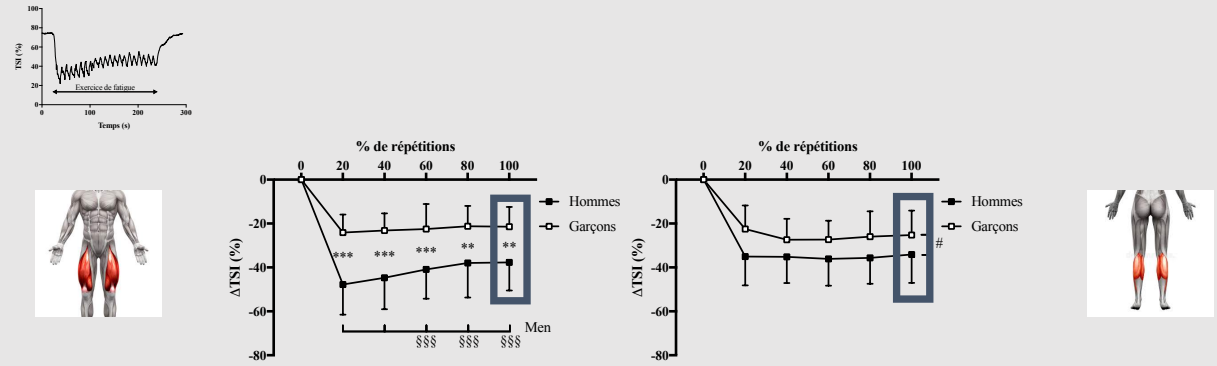 100
80
60
40
20
0
TSI (%)
Exercice de fatigue
0 100 200 300
Temps (s)
% de répétitions
0 20 40 60 80 100
0
-20
-40
-60
-80
ΔTSI (%)
Hommes
Garçons
*** *** *** ** **
Men
§§§ §§§ §§§
% de répétitions
0 20 40 60 80 100
0
-20
-40
-60
-80
ΔTSI (%)
Hommes
Garçons
#